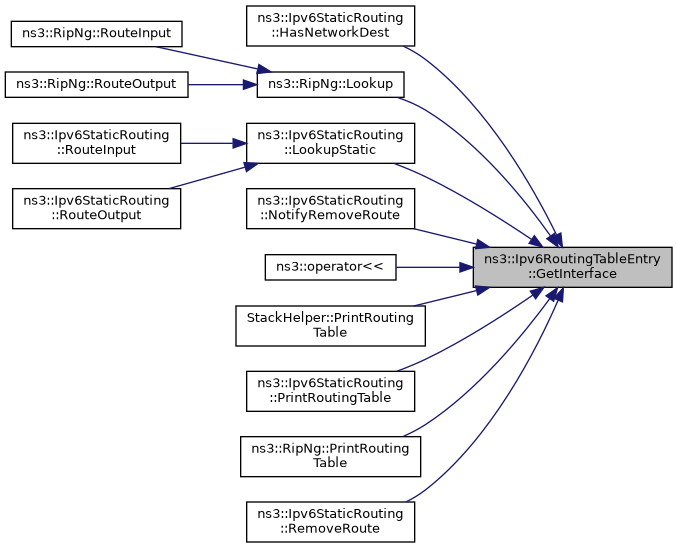 ns3::Ipv6StaticRouting
::HasNetworkDest
ns3::RipNg::RouteInput
ns3::RipNg::RouteOutput
ns3::RipNg::Lookup
ns3::Ipv6StaticRouting
::RouteInput
ns3::Ipv6StaticRouting
::LookupStatic
ns3::Ipv6StaticRouting
::RouteOutput
ns3::Ipv6StaticRouting
::NotifyRemoveRoute
ns3::operator<<
ns3::Ipv6RoutingTableEntry
::GetInterface
StackHelper::PrintRouting
Table
ns3::Ipv6StaticRouting
::PrintRoutingTable
ns3::RipNg::PrintRouting
Table
ns3::Ipv6StaticRouting
::RemoveRoute